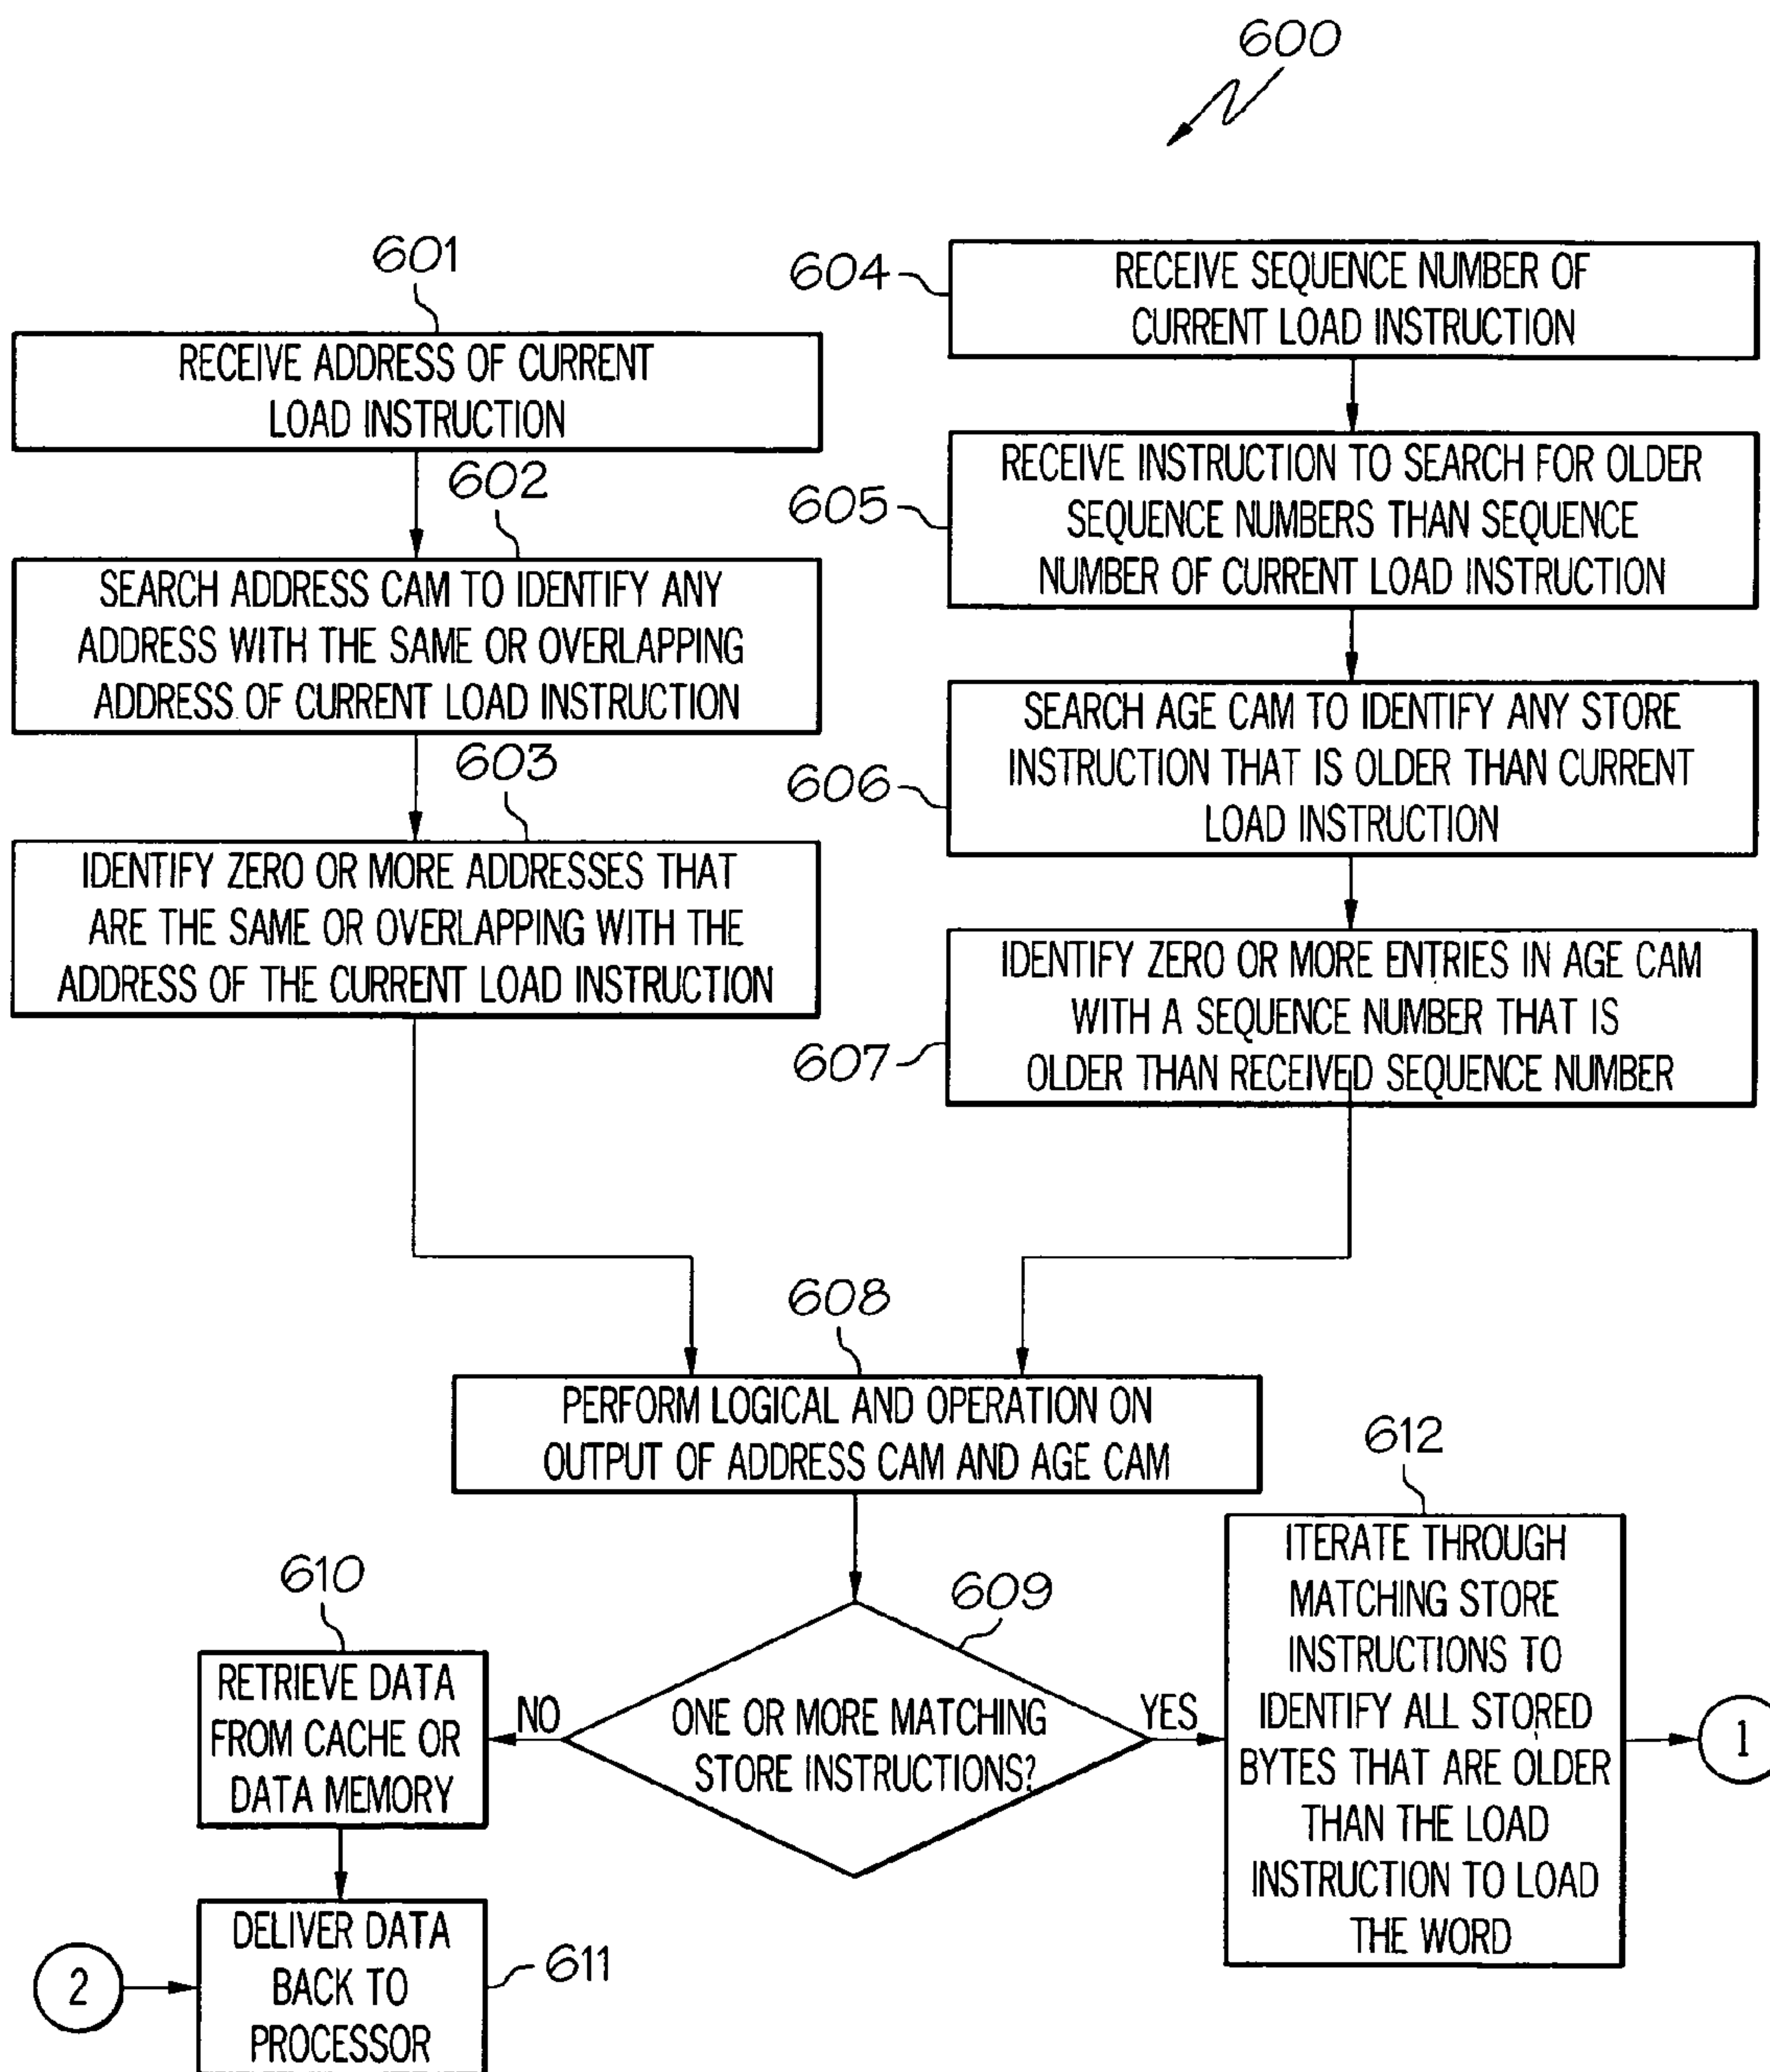 600
601
RECEIVE ADDRESS OF CURRENT
LOAD INSTRUCTION
602
SEARCH ADDRESS CAM TO IDENTIFY ANY
ADDRESS WITH THE SAME OR OVERLAPPING
ADDRESS OF CURRENT LOAD INSTRUCTION
603
IDENTIFY ZERO OR MORE ADDRESSES THAT
ARE THE SAME OR OVERLAPPING WITH THE
ADDRESS OF THE CURRENT LOAD INSTRUCTION
604
RECEIVE SEQUENCE NUMBER OF
CURRENT LOAD INSTRUCTION
605
RECEIVE INSTRUCTION TO SEARCH FOR OLDER
SEQUENCE NUMBERS THAN SEQUENCE
NUMBER OF CURRENT LOAD INSTRUCTION
606
SEARCH AGE CAM TO IDENTIFY ANY STORE
INSTRUCTION THAT IS OLDER THAN CURRENT
LOAD INSTRUCTION
607
IDENTIFY ZERO OR MORE ENTRIES IN AGE CAM
WITH A SEQUENCE NUMBER THAT IS
OLDER THAN RECEIVED SEQUENCE NUMBER
608
PERFORM LOGICAL AND OPERATION ON
OUTPUT OF ADDRESS CAM AND AGE CAM
609
ONE OR MORE MATCHING
STORE INSTRUCTIONS?
NO
YES
610
RETRIEVE DATA
FROM CACHE OR
DATA MEMORY
611
DELIVER DATA
BACK TO
PROCESSOR
2
612
ITERATE THROUGH
MATCHING STORE
INSTRUCTIONS TO
IDENTIFY ALL STORED
BYTES THAT ARE OLDER
THAN THE LOAD
INSTRUCTION TO LOAD
THE WORD
1